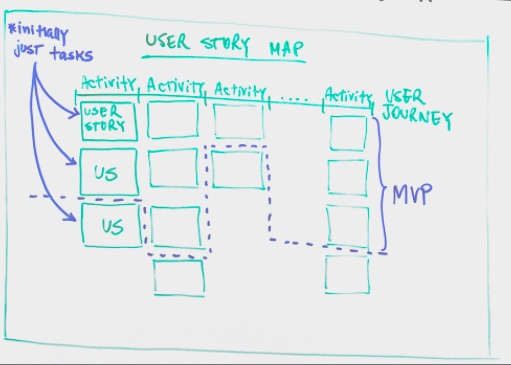 *initially
just tasks
USER STORY MAP
Activity Activity Activity .... Activity USER
JOURNEY
USER
STORY
US
US
MVP